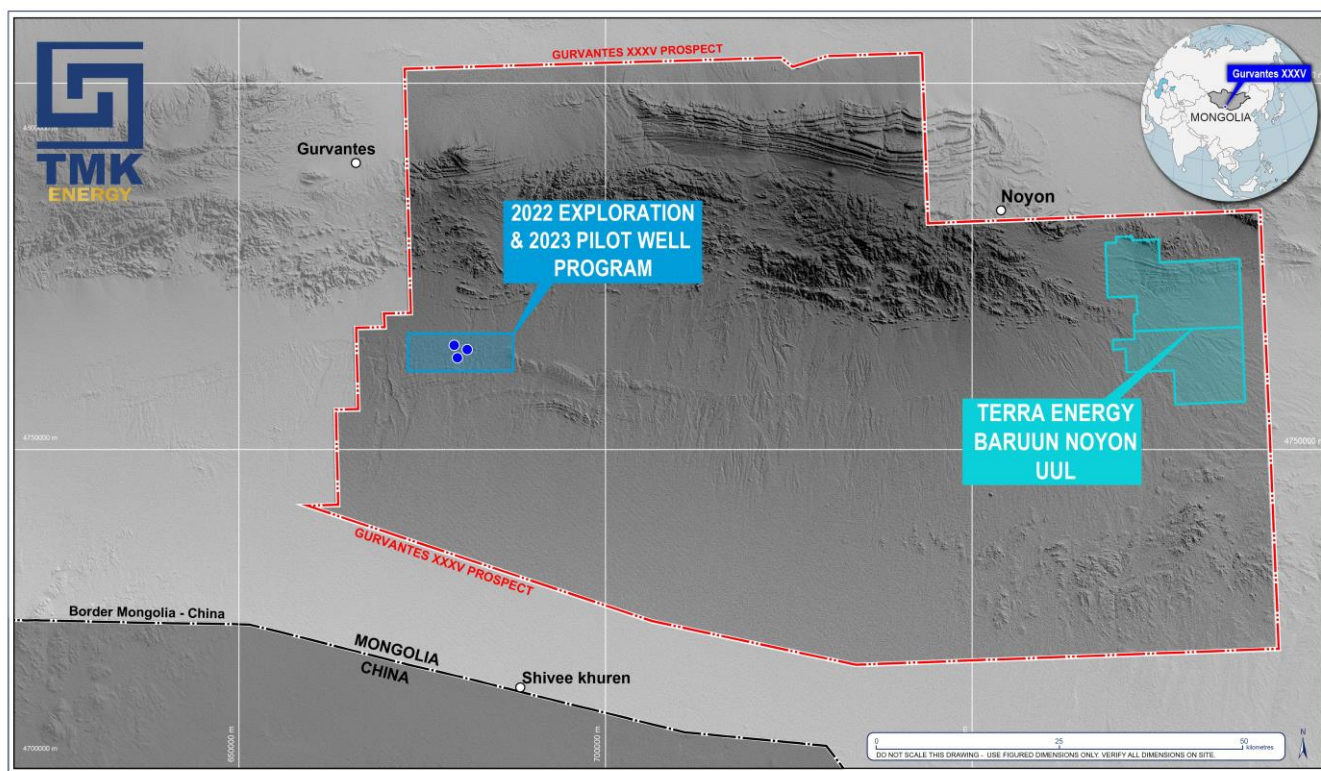 TMK
ENERGY
GURVANTES XXXV PROSPECT
Gurvantes XXXV
MONGOLIA
Gurvantes
Noyon
2022 EXPLORATION
& 2023 PILOT WELL
PROGRAM
TERRA ENERGY
BARUUN NOYON
UUL
4750000 m
4750000 m
GURVANTES XXXV PROSPECT
Border Mongolia - China
MONGOLIA
CHINA
Shivee khuren
4700000 m
650000 m
700000 m
0 25 50
kilometres
DO NOT SCALE THIS DRAWING - USE FIGURED DIMENSIONS ONLY. VERIFY ALL DIMENSIONS ON SITE.
N